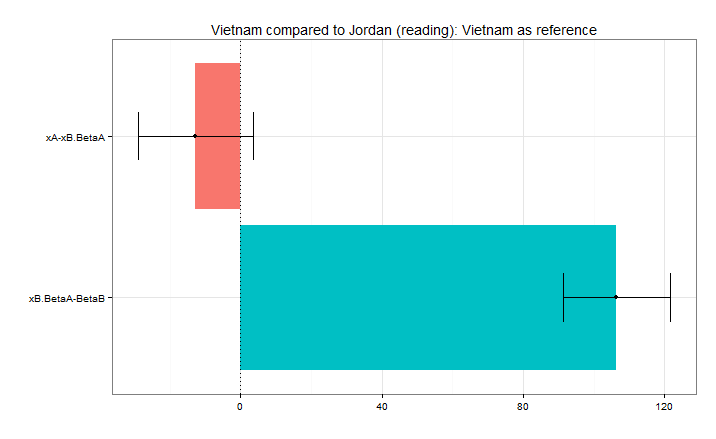 Vietnam compared to Jordan (reading): Vietnam as reference
xA-xB.BetaA
xB.BetaA-BetaB
0 40 80 120